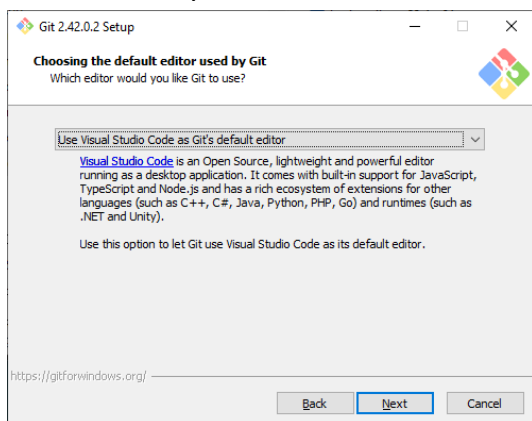 Git 2.42.0.2 Setup
Choosing the default editor used by Git
Which editor would you like Git to use?
Use Visual Studio Code as Git's default editor
Visual Studio Code is an Open Source, lightweight and powerful editor
running as a desktop application. It comes with built-in support for JavaScript,
TypeScript and Node.js and has a rich ecosystem of extensions for other
languages (such as C++, C#, Java, Python, PHP, Go) and runtimes (such as
.NET and Unity).
Use this option to let Git use Visual Studio Code as its default editor.
https://gitforwindows.org/
Back Next Cancel